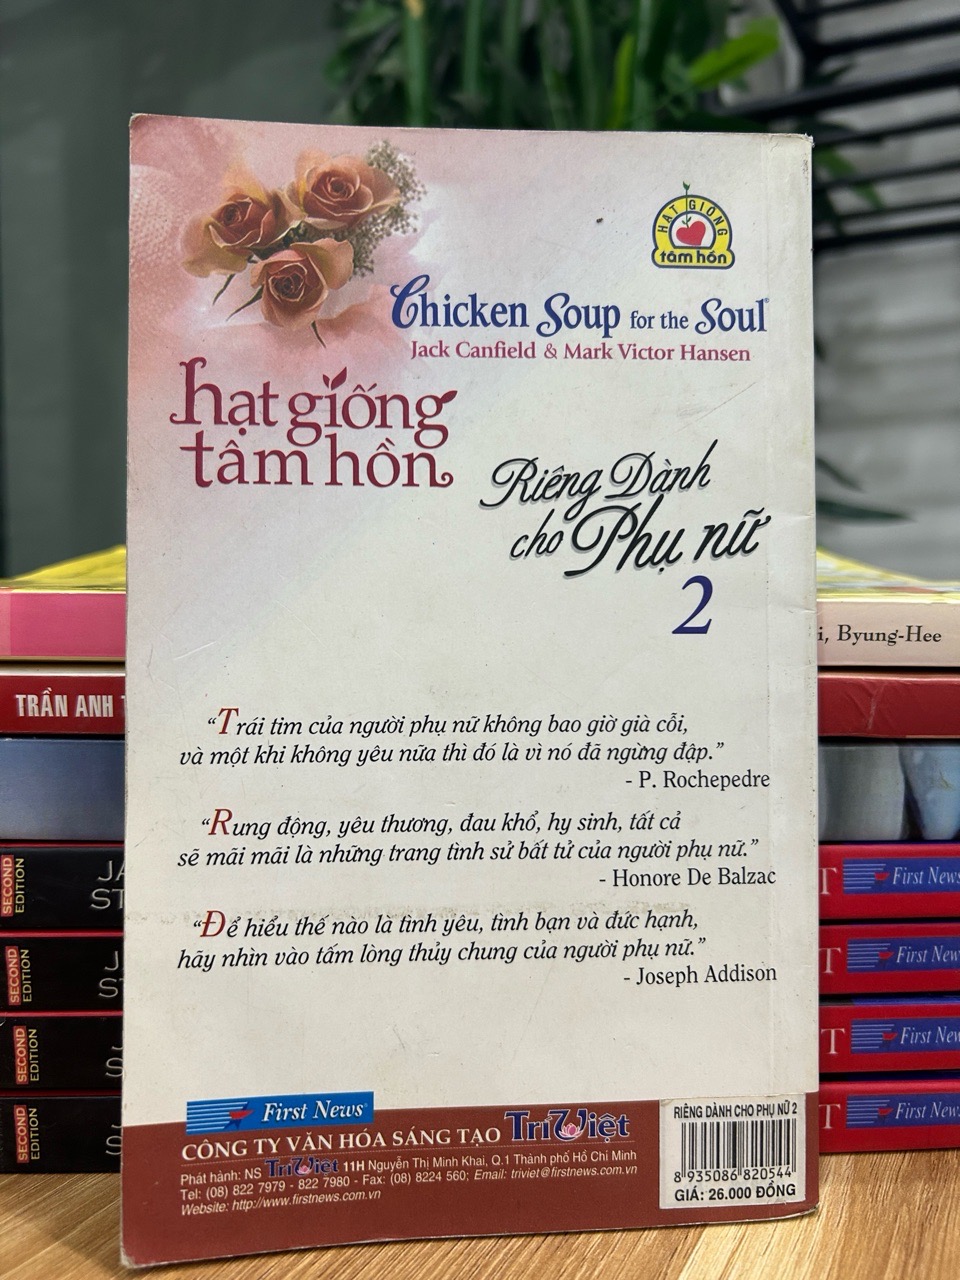 HẠT GIỐNG
tâm hồn
Chicken Soup for the Soul®
Jack Canfield & Mark Victor Hansen
hạt giống
tâm hồn
Riêng Dành
cho Phụ nữ
2
i, Byung-Hee
TRẦN ANH
“Trái tim của người phụ nữ không bao giờ già cỗi,
và một khi không yêu nữa thì đó là vì nó đã ngừng đập.”
- P. Rochepedre
“Rung động, yêu thương, đau khổ, hy sinh, tất cả
sẽ mãi mãi là những trang tình sử bất tử của người phụ nữ.”
- Honore De Balzac
“Để hiểu thế nào là tình yêu, tình bạn và đức hạnh,
hãy nhìn vào tấm lòng thủy chung của người phụ nữ.”
- Joseph Addison
SECOND
EDITION
JA
ST
T First News
SECOND
EDITION
J
S
T First News
SECOND
EDITION
J
S
T First New
SECOND
EDITION
J
S
T First News
First News®
CÔNG TY VĂN HÓA SÁNG TẠO Trí Việt
Phát hành: NS Trí Việt 11H Nguyễn Thị Minh Khai, Q.1 Thành phố Hồ Chí Minh
Tel: (08) 822 7979 - 822 7980 - Fax: (08) 8224 560; Email: triviet@firstnews.com.vn
Website: http://www.firstnews.com.vn
RIÊNG DÀNH CHO PHỤ NỮ 2
8 935086 820544
GIÁ: 26.000 ĐỒNG